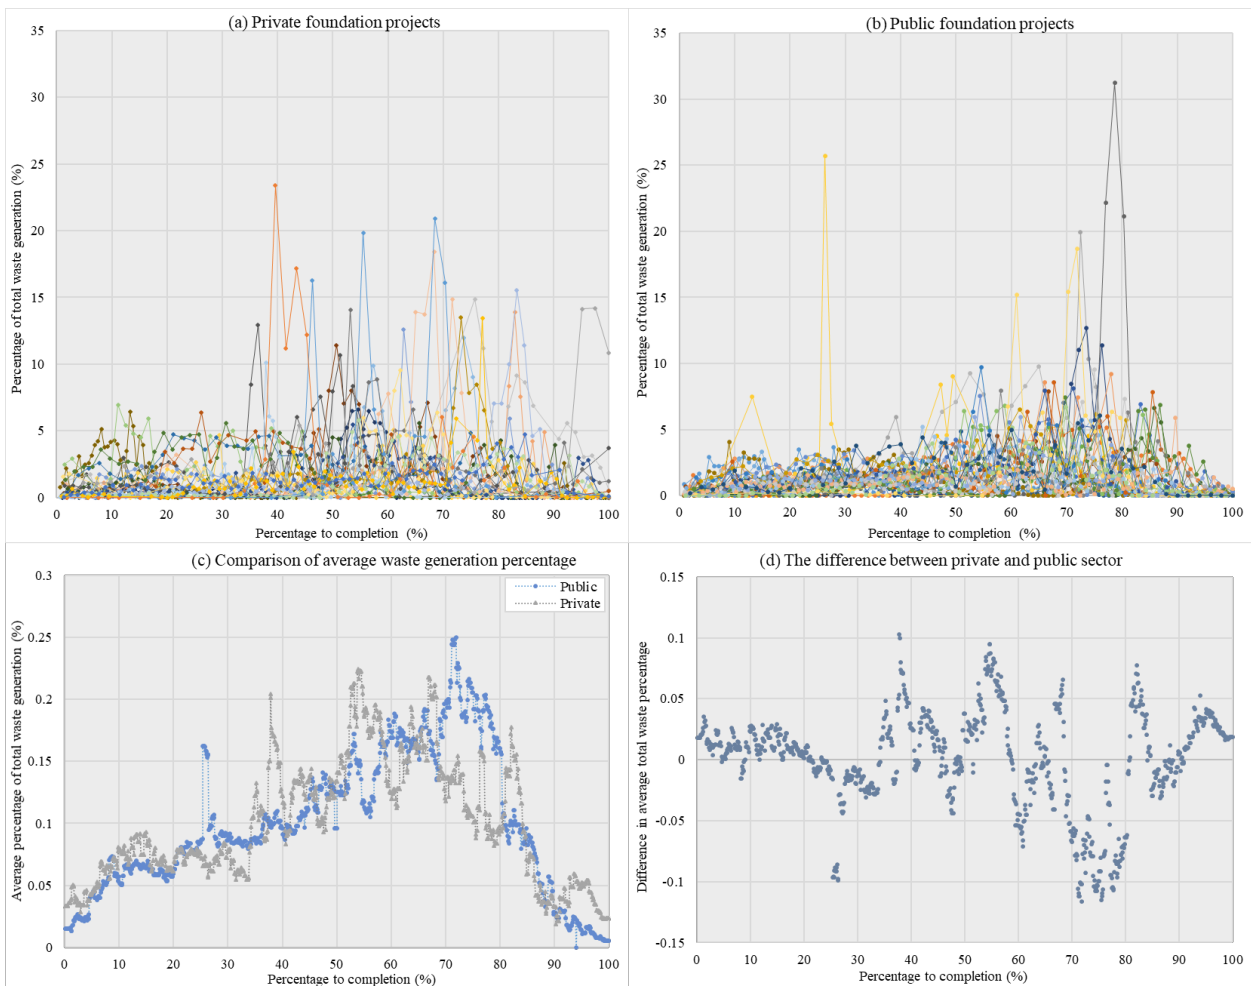 (a) Private foundation projects
35
30
25
20
15
10
5
0
Percentage of total waste generation (%)
0 10 20 30 40 50 60 70 80 90 100
Percentage to completion (%)
(b) Public foundation projects
35
30
25
20
15
10
5
0
Percentage of total waste generation (%)
0 10 20 30 40 50 60 70 80 90 100
Percentage to completion (%)
(c) Comparison of average waste generation percentage
0.3
0.25
0.2
0.15
0.1
0.05
0
Average percentage of total waste generation (%)
Public
Private
0 10 20 30 40 50 60 70 80 90 100
Percentage to completion (%)
(d) The difference between private and public sector
0.15
0.1
0.05
0
-0.05
-0.1
-0.15
Difference in average total waste percentage
0 10 20 30 40 50 60 70 80 90 100
Percentage to completion (%)